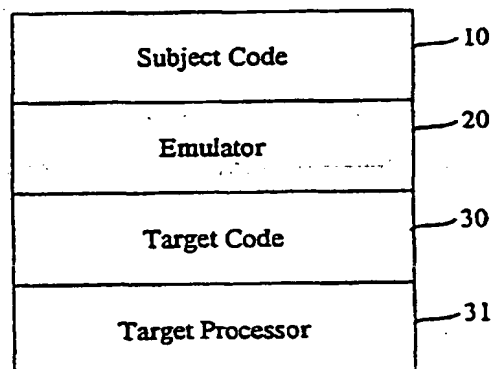 Subject Code 10
Emulator 20
Target Code 30
Target Processor 31